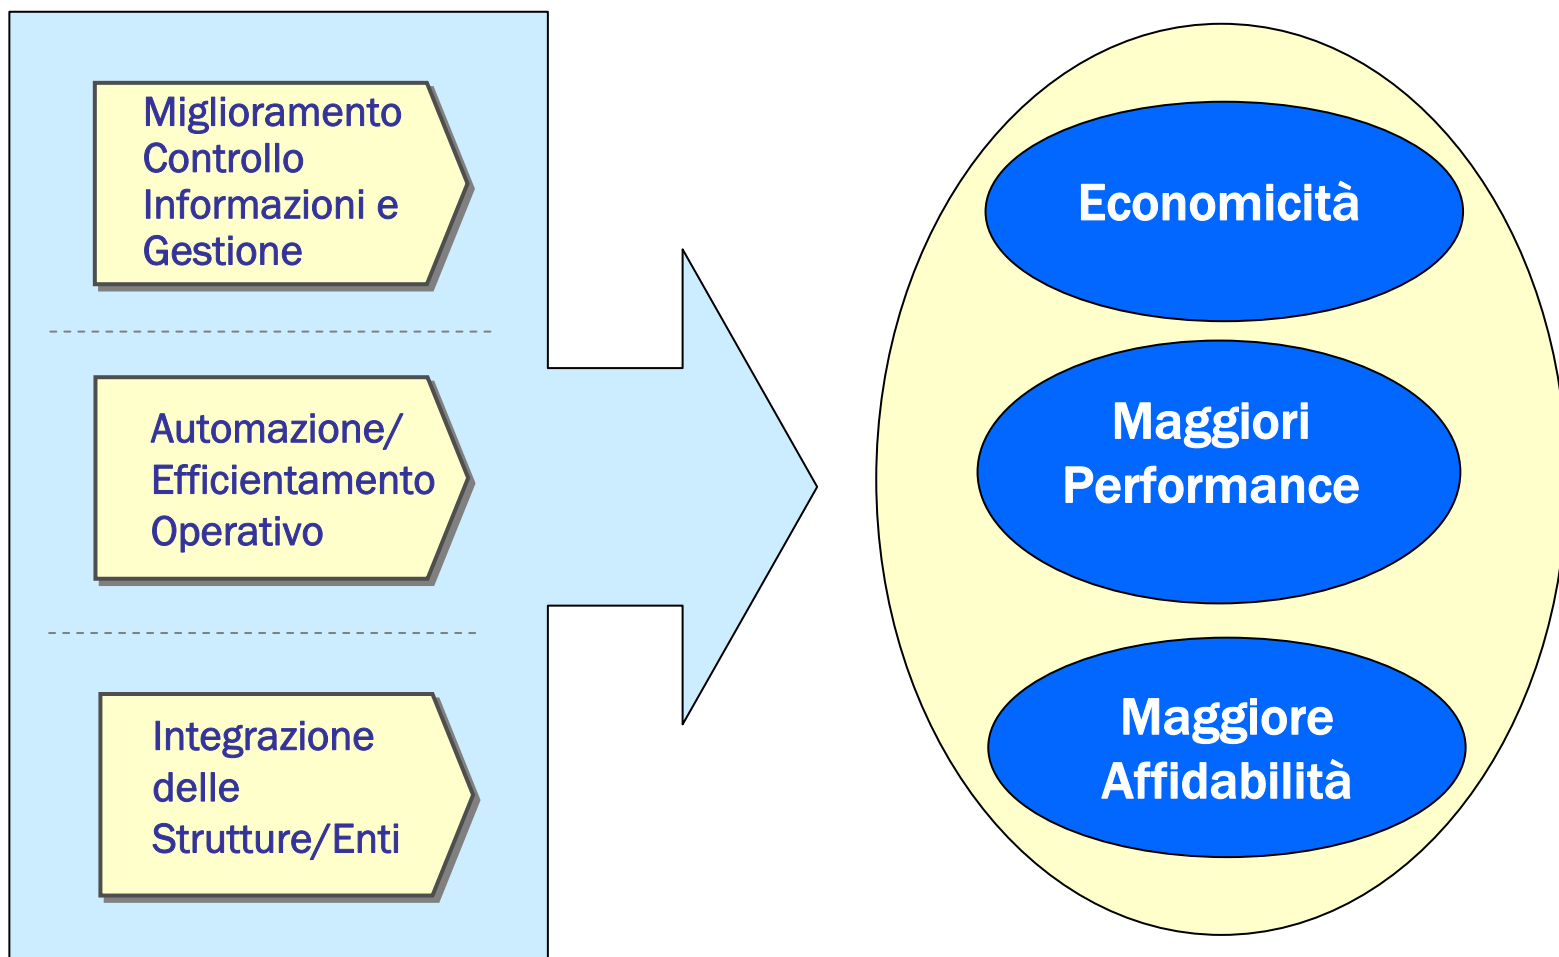 Miglioramento
Controllo
Informazioni e
Gestione
Automazione/
Efficientamento
Operativo
Integrazione
delle
Strutture/Enti
Economicità
Maggiori
Performance
Maggiore
Affidabilità